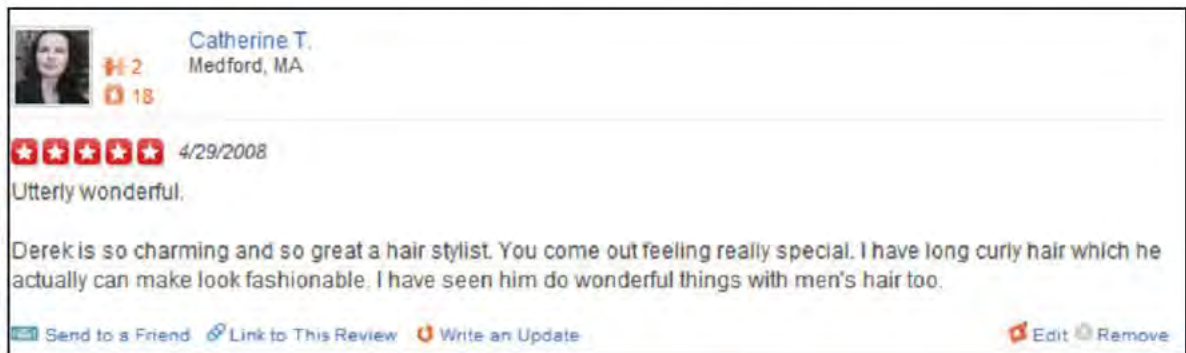 Catherine T.
2
Medford, MA
18
4/29/2008
Utterly wonderful.
Derek is so charming and so great a hair stylist. You come out feeling really special. I have long curly hair which he
actually can make look fashionable. I have seen him do wonderful things with men's hair too.
Send to a Friend Link to This Review Write an Update Edit Remove